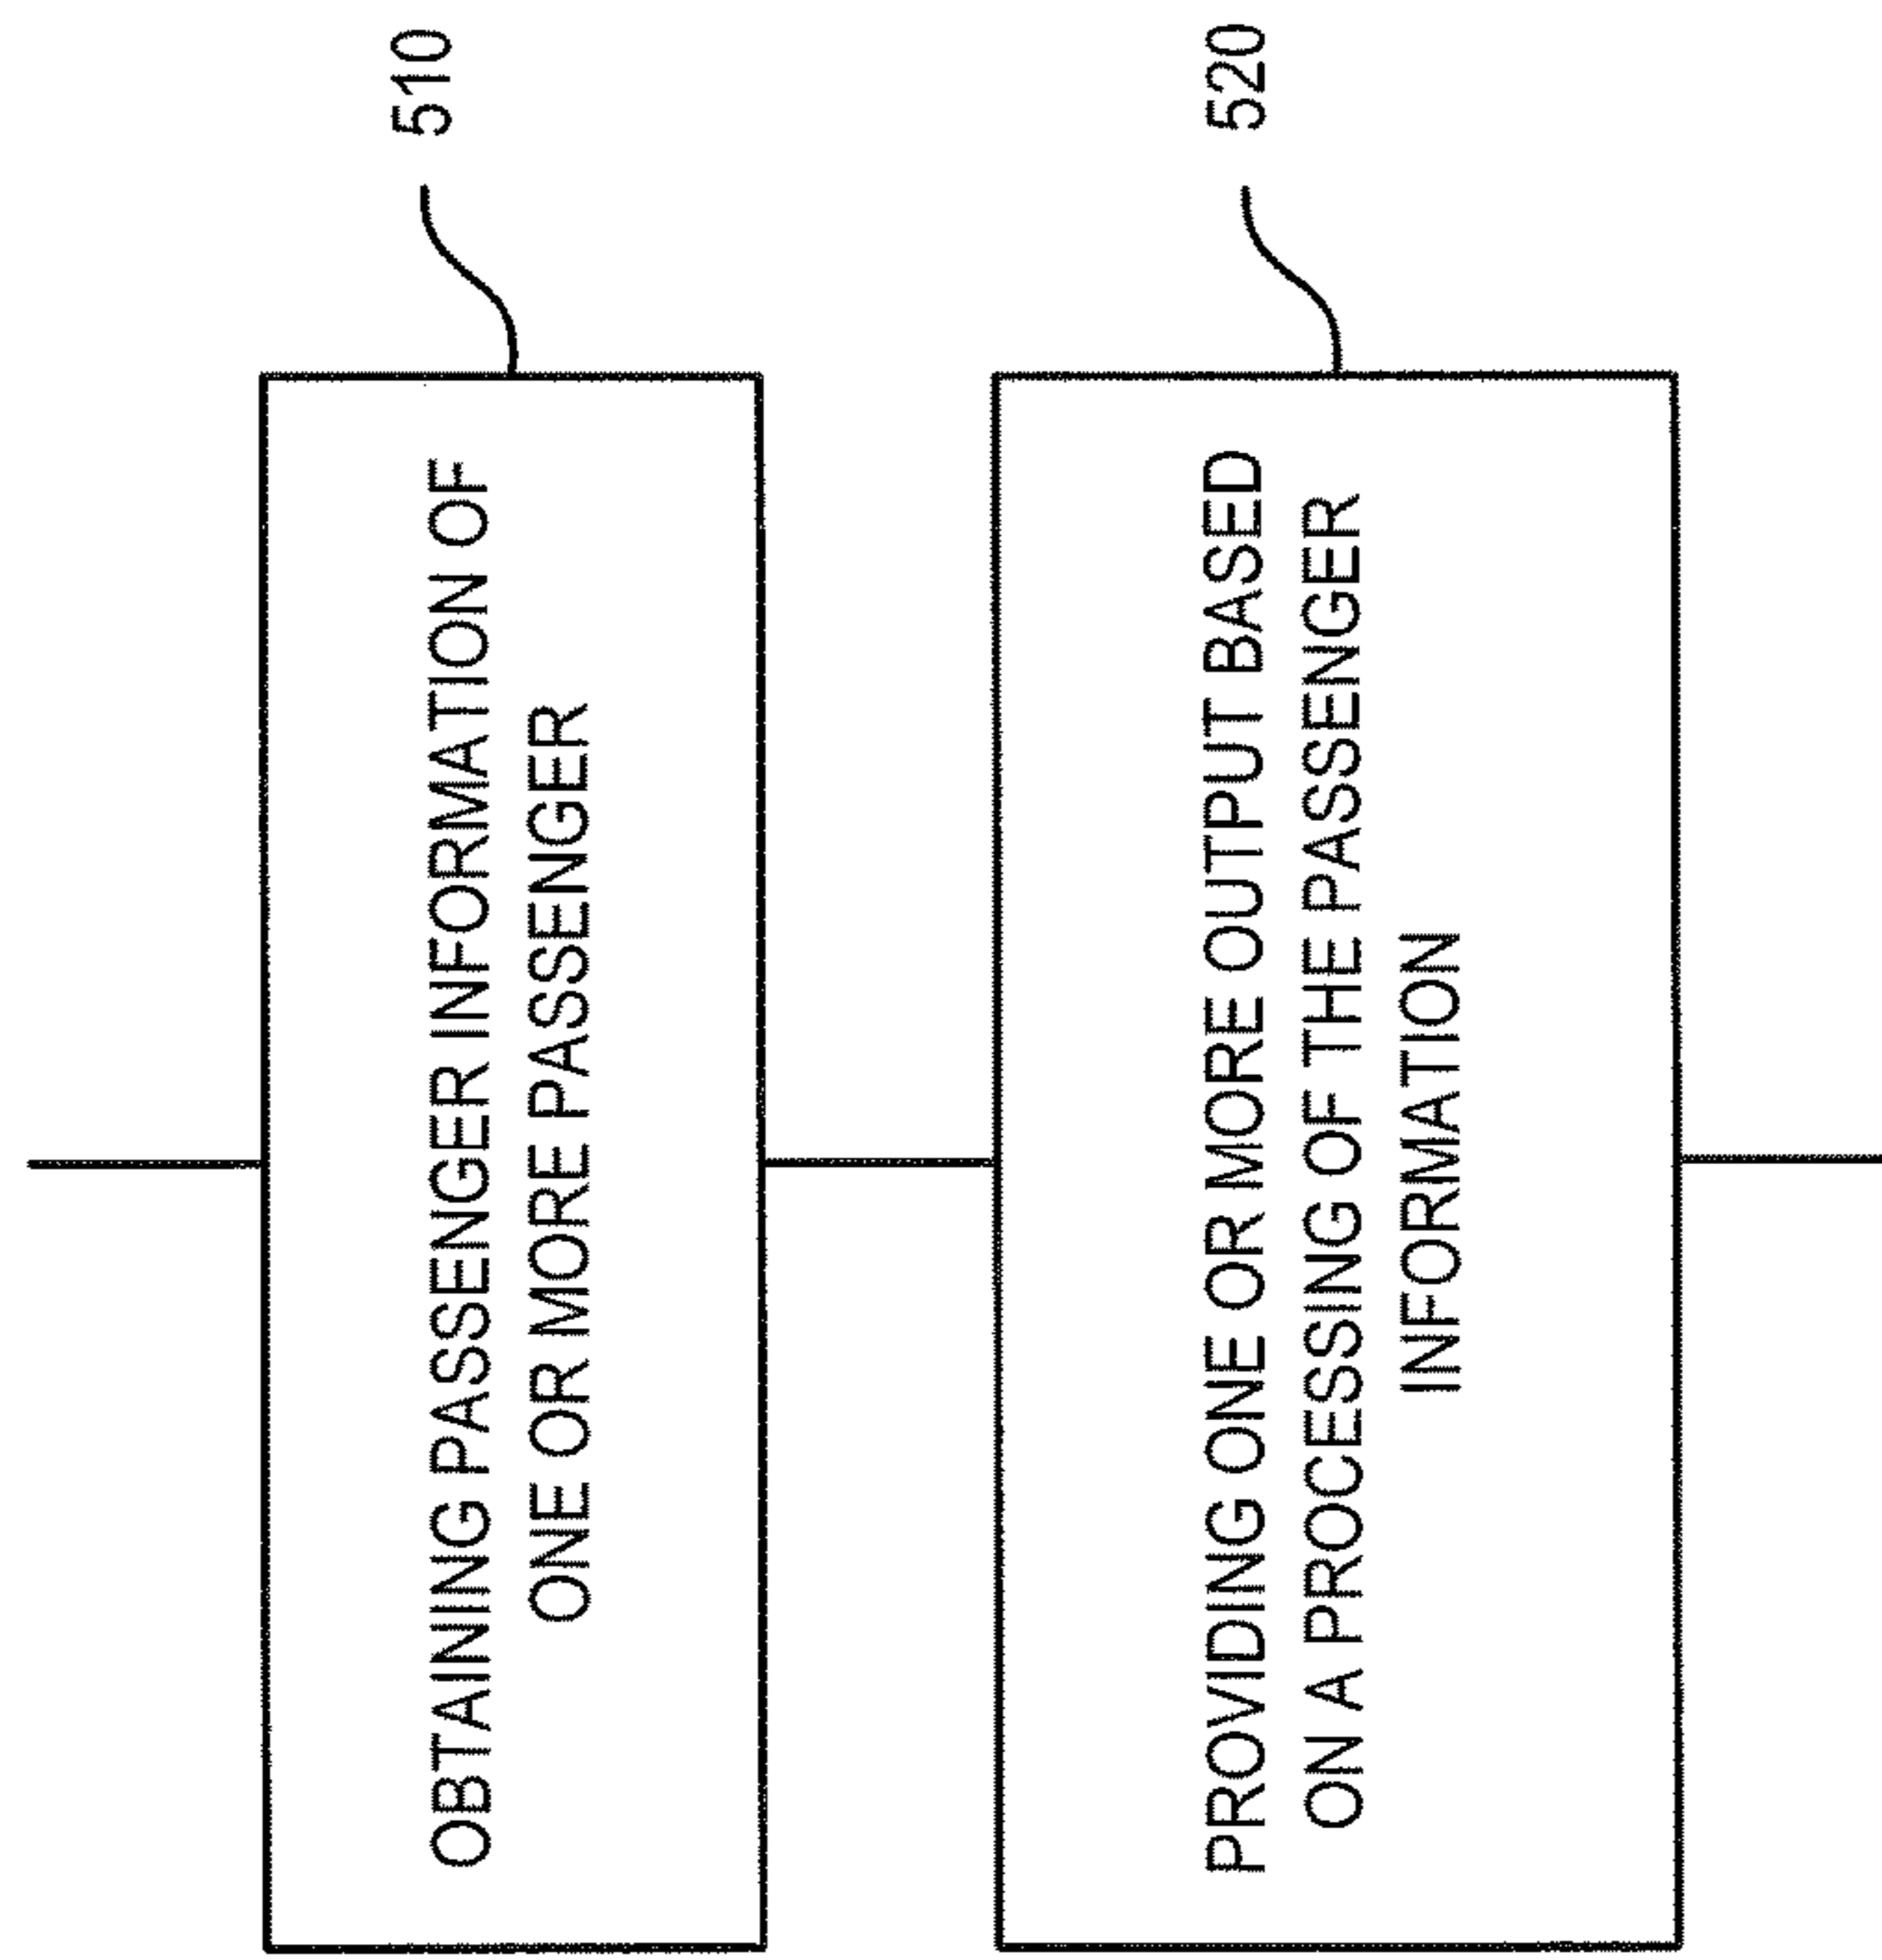 OBTAINING PASSENGER INFORMATION OF
ONE OR MORE PASSENGER
510
PROVIDING ONE OR MORE OUTPUT BASED
ON A PROCESSING OF THE PASSENGER
INFORMATION
520